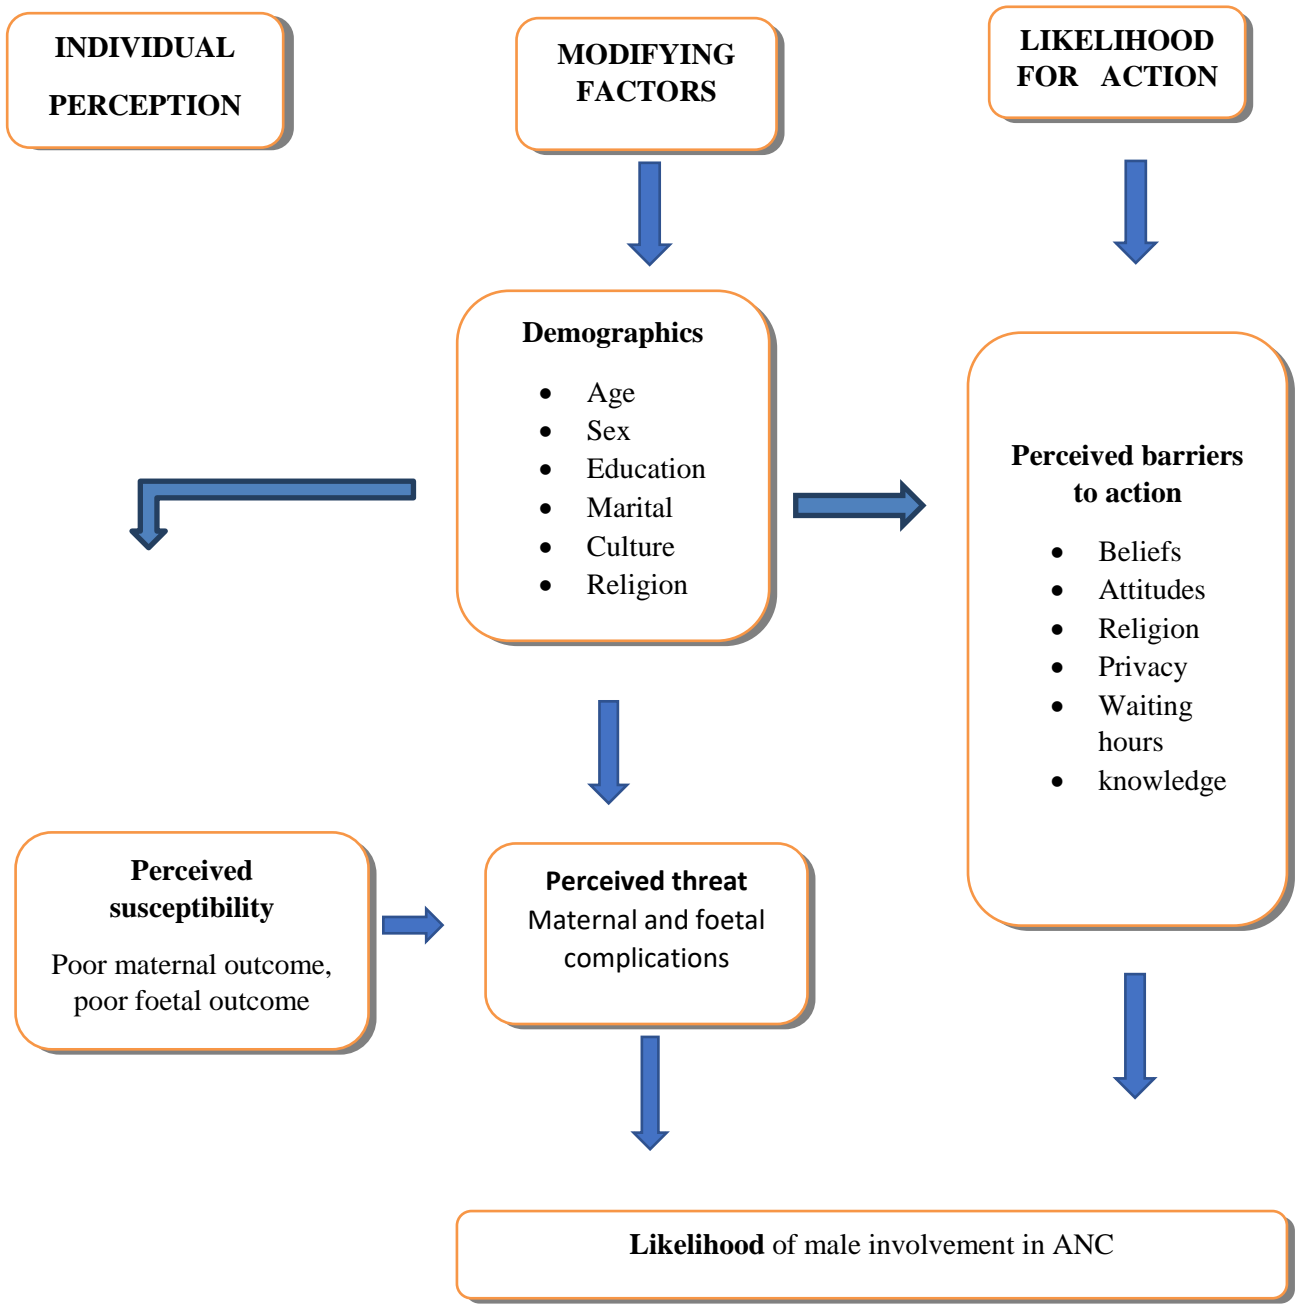 INDIVIDUAL
PERCEPTION
MODIFYING
FACTORS
LIKELIHOOD
FOR ACTION
Demographics
• Age
• Sex
• Education
• Marital
• Culture
• Religion
Perceived barriers
to action
• Beliefs
• Attitudes
• Religion
• Privacy
• Waiting
hours
• knowledge
Perceived
susceptibility
Poor maternal outcome,
poor foetal outcome
Perceived threat
Maternal and foetal
complications
Likelihood of male involvement in ANC